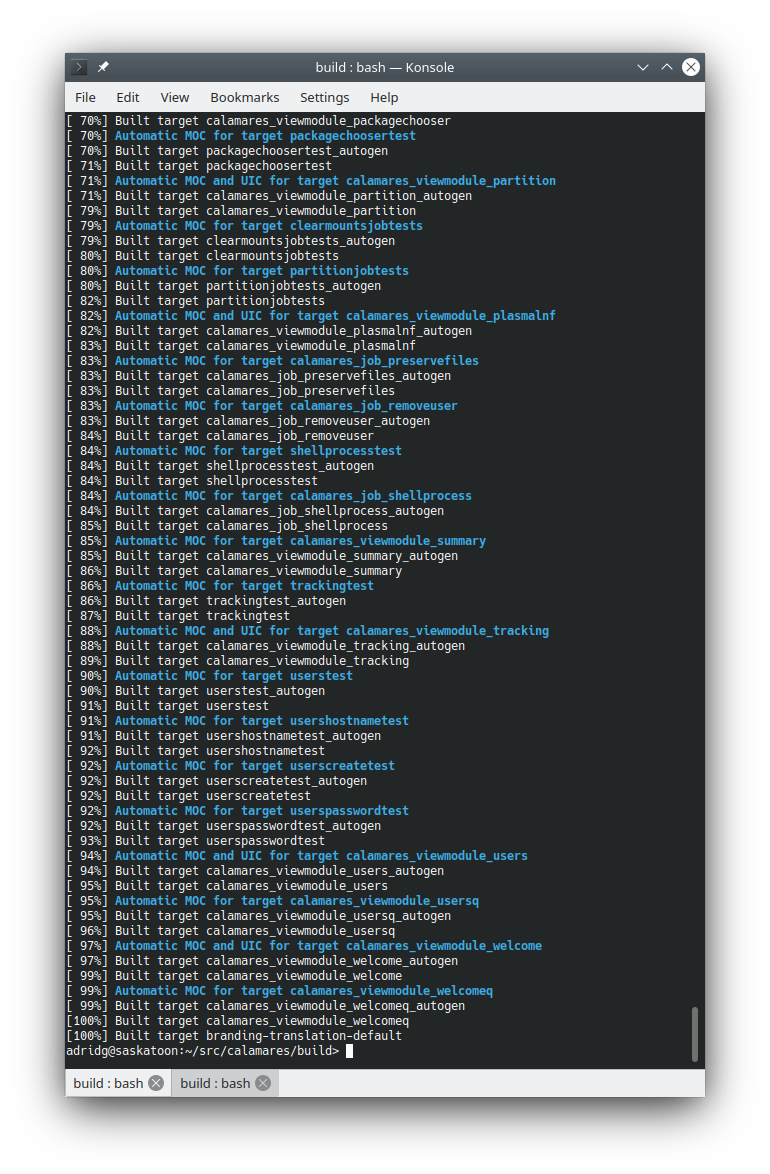 build : bash — Konsole
File Edit View Bookmarks Settings Help
[ 70%] Built target calamares_viewmodule_packagechooser
[ 70%] Automatic MOC for target packagechoosertest
[ 70%] Built target packagechoosertest_autogen
[ 71%] Built target packagechoosertest
[ 71%] Automatic MOC and UIC for target calamares_viewmodule_partition
[ 71%] Built target calamares_viewmodule_partition_autogen
[ 79%] Built target calamares_viewmodule_partition
[ 79%] Automatic MOC for target clearmountsjobtests
[ 79%] Built target clearmountsjobtests_autogen
[ 80%] Built target clearmountsjobtests
[ 80%] Automatic MOC for target partitionjobtests
[ 80%] Built target partitionjobtests_autogen
[ 82%] Built target partitionjobtests
[ 82%] Automatic MOC and UIC for target calamares_viewmodule_plasmalnf
[ 82%] Built target calamares_viewmodule_plasmalnf_autogen
[ 83%] Built target calamares_viewmodule_plasmalnf
[ 83%] Automatic MOC for target calamares_job_preservefiles
[ 83%] Built target calamares_job_preservefiles_autogen
[ 83%] Built target calamares_job_preservefiles
[ 83%] Automatic MOC for target calamares_job_removeuser
[ 83%] Built target calamares_job_removeuser_autogen
[ 84%] Built target calamares_job_removeuser
[ 84%] Automatic MOC for target shellprocesstest
[ 84%] Built target shellprocesstest_autogen
[ 84%] Built target shellprocesstest
[ 84%] Automatic MOC for target calamares_job_shellprocess
[ 84%] Built target calamares_job_shellprocess_autogen
[ 85%] Built target calamares_job_shellprocess
[ 85%] Automatic MOC for target calamares_viewmodule_summary
[ 85%] Built target calamares_viewmodule_summary_autogen
[ 86%] Built target calamares_viewmodule_summary
[ 86%] Automatic MOC for target trackingtest
[ 86%] Built target trackingtest_autogen
[ 87%] Built target trackingtest
[ 88%] Automatic MOC and UIC for target calamares_viewmodule_tracking
[ 88%] Built target calamares_viewmodule_tracking_autogen
[ 89%] Built target calamares_viewmodule_tracking
[ 90%] Automatic MOC for target userstest
[ 90%] Built target userstest_autogen
[ 91%] Built target userstest
[ 91%] Automatic MOC for target usershostnametest
[ 91%] Built target usershostnametest_autogen
[ 92%] Built target usershostnametest
[ 92%] Automatic MOC for target userscreatetest
[ 92%] Built target userscreatetest_autogen
[ 92%] Built target userscreatetest
[ 92%] Automatic MOC for target userspasswordtest
[ 92%] Built target userspasswordtest_autogen
[ 93%] Built target userspasswordtest
[ 94%] Automatic MOC and UIC for target calamares_viewmodule_users
[ 94%] Built target calamares_viewmodule_users_autogen
[ 95%] Built target calamares_viewmodule_users
[ 95%] Automatic MOC for target calamares_viewmodule_usersq
[ 95%] Built target calamares_viewmodule_usersq_autogen
[ 96%] Built target calamares_viewmodule_usersq
[ 97%] Automatic MOC and UIC for target calamares_viewmodule_welcome
[ 97%] Built target calamares_viewmodule_welcome_autogen
[ 99%] Built target calamares_viewmodule_welcome
[ 99%] Automatic MOC for target calamares_viewmodule_welcomeq
[ 99%] Built target calamares_viewmodule_welcomeq_autogen
[100%] Built target calamares_viewmodule_welcomeq
[100%] Built target branding-translation-default
adridg@saskatoon:~/src/calamares/build>
build : bash build : bash